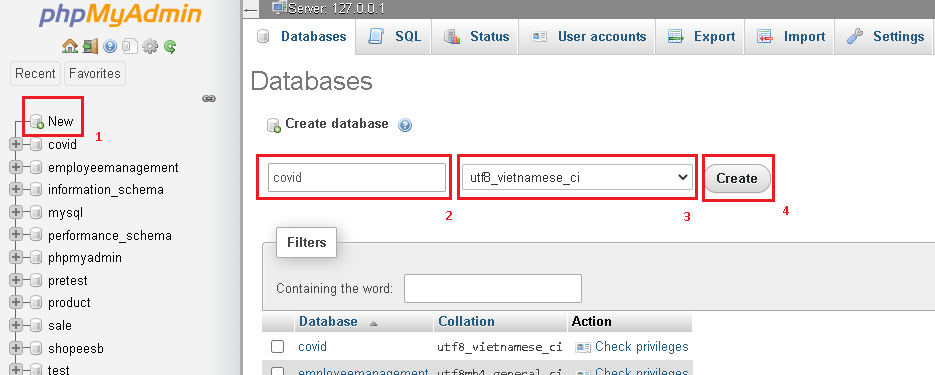 phpMyAdmin
Recent Favorites
New
1
covid
employeemanagement
information_schema
mysql
performance_schema
phpmyadmin
pretest
product
sale
shopeesb
test
Server: 127.0.0.1
Databases SQL Status User accounts Export Import Settings
Databases
Create database
covid utf8_vietnamese_ci Create
2 3 4
Filters
Containing the word:
Database Collation Action
covid utf8_vietnamese_ci Check privileges
employeemanagement utf8mb4_general_ci Check privileges